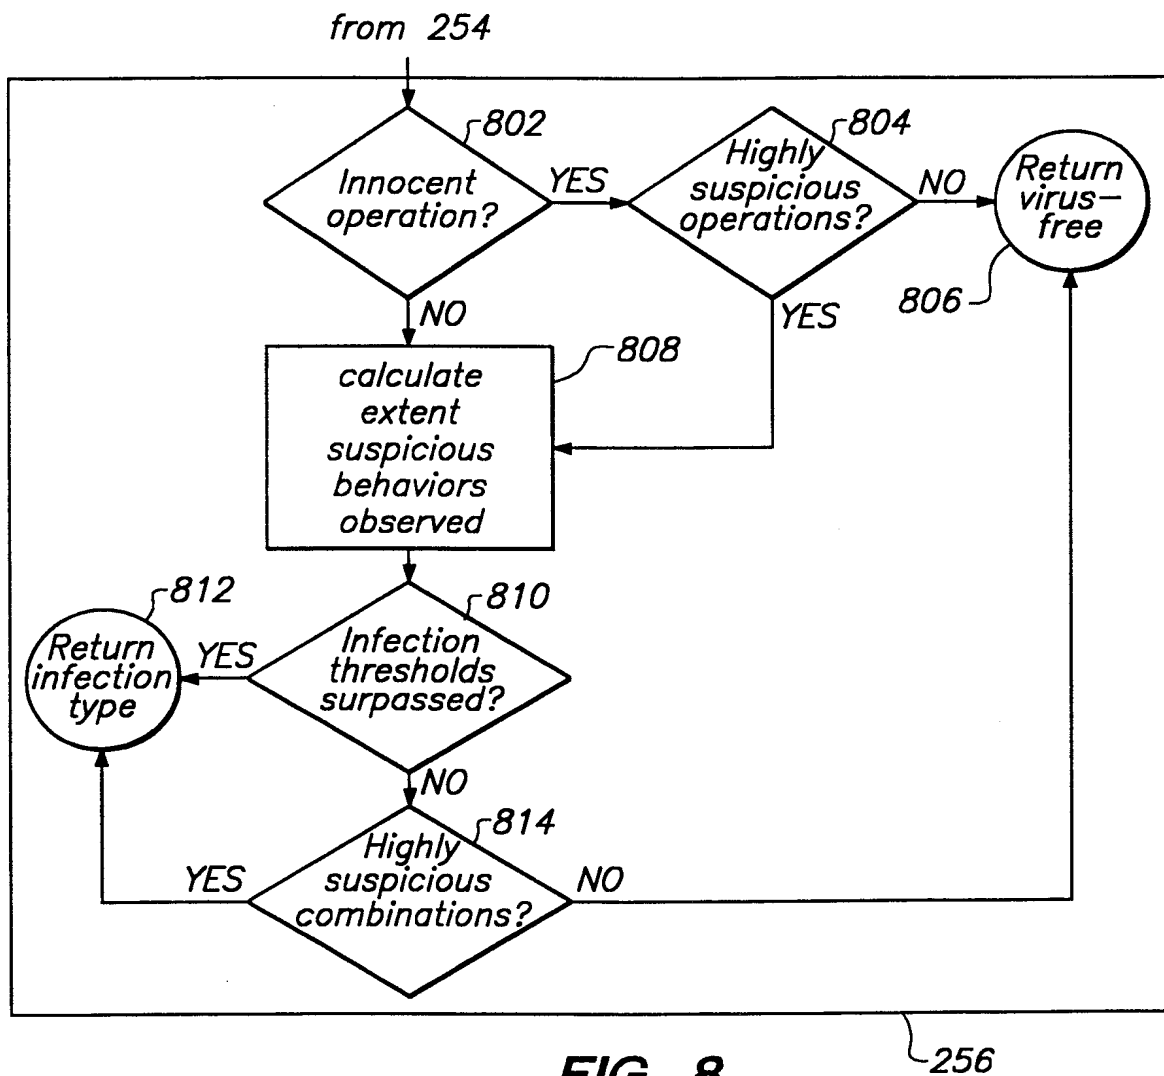 from 254
802
Innocent
operation?
YES
804
Highly
suspicious
operations?
NO
Return
virus–
free
806
NO
YES
808
calculate
extent
suspicious
behaviors
observed
810
Infection
thresholds
surpassed?
YES
812
Return
infection
type
NO
814
Highly
suspicious
combinations?
YES
NO
256
FIG. 8